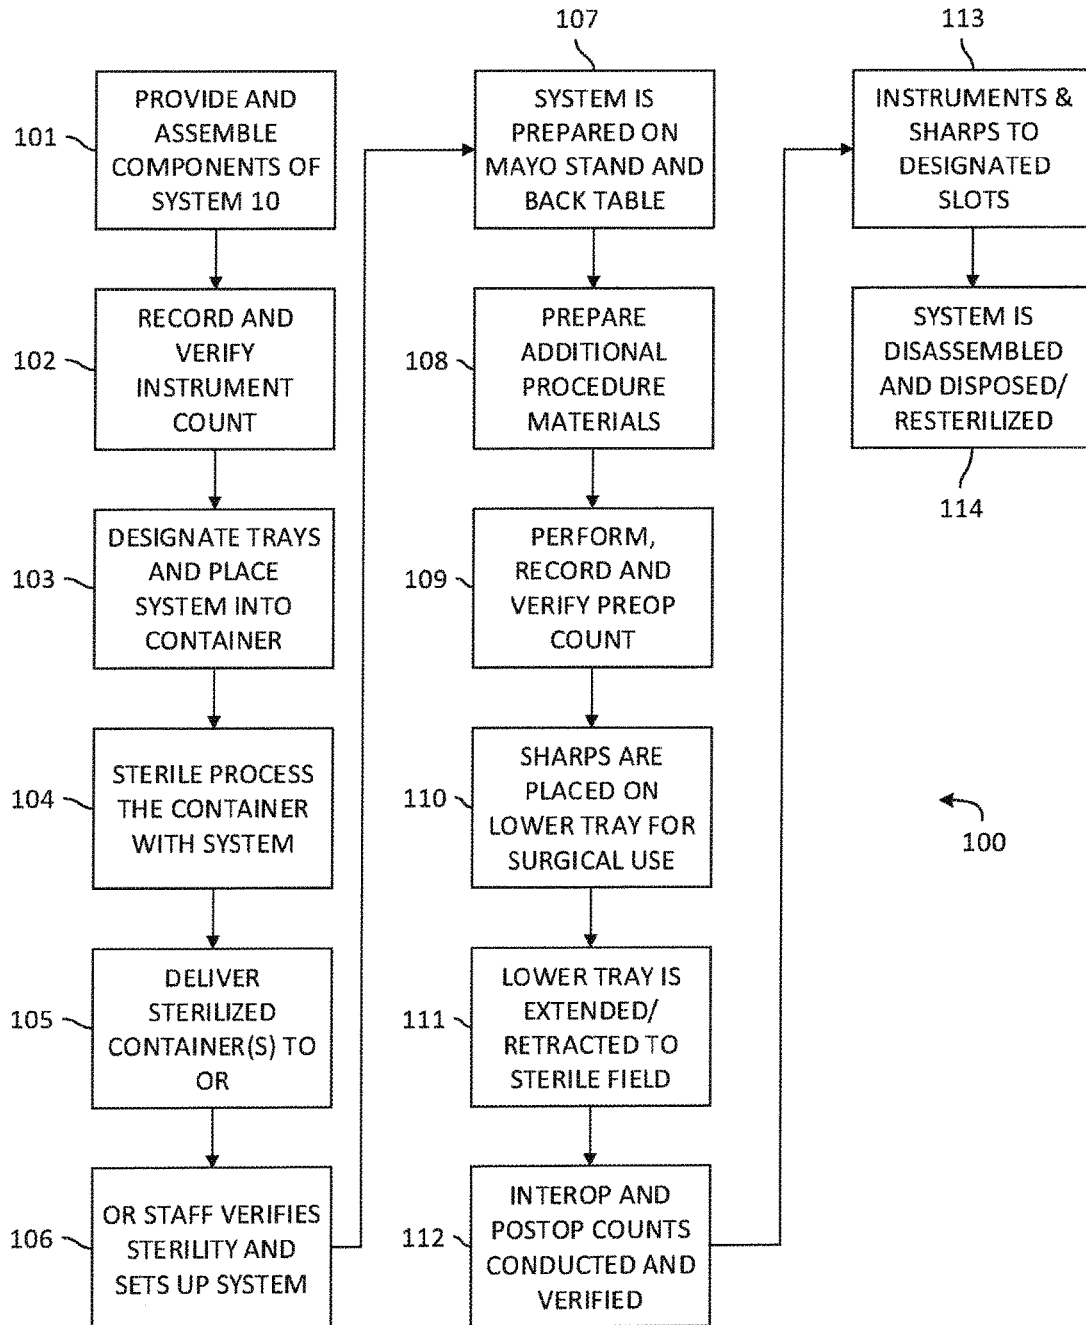 101
PROVIDE AND
ASSEMBLE
COMPONENTS OF
SYSTEM 10
102
RECORD AND
VERIFY
INSTRUMENT
COUNT
103
DESIGNATE TRAYS
AND PLACE
SYSTEM INTO
CONTAINER
104
STERILE PROCESS
THE CONTAINER
WITH SYSTEM
105
DELIVER
STERILIZED
CONTAINER(S) TO
OR
106
OR STAFF VERIFIES
STERILITY AND
SETS UP SYSTEM
107
SYSTEM IS
PREPARED ON
MAYO STAND AND
BACK TABLE
108
PREPARE
ADDITIONAL
PROCEDURE
MATERIALS
109
PERFORM,
RECORD AND
VERIFY PREOP
COUNT
110
SHARPS ARE
PLACED ON
LOWER TRAY FOR
SURGICAL USE
111
LOWER TRAY IS
EXTENDED/
RETRACTED TO
STERILE FIELD
112
INTEROP AND
POSTOP COUNTS
CONDUCTED AND
VERIFIED
113
INSTRUMENTS &
SHARPS TO
DESIGNATED
SLOTS
SYSTEM IS
DISASSEMBLED
AND DISPOSED/
RESTERILIZED
114
100